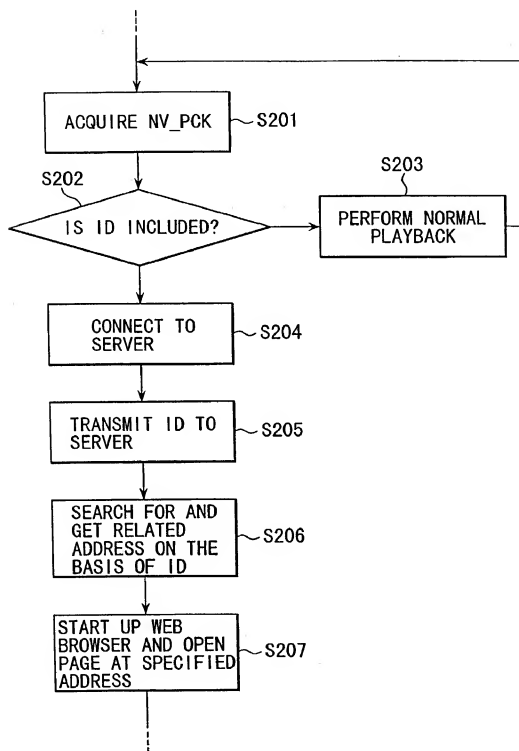 ACQUIRE NV_PCK
S201
S202
IS ID INCLUDED?
S203
PERFORM NORMAL
PLAYBACK
CONNECT TO
SERVER
S204
TRANSMIT ID TO
SERVER
S205
SEARCH FOR AND
GET RELATED
ADDRESS ON THE
BASIS OF ID
S206
START UP WEB
BROWSER AND OPEN
PAGE AT SPECIFIED
ADDRESS
S207